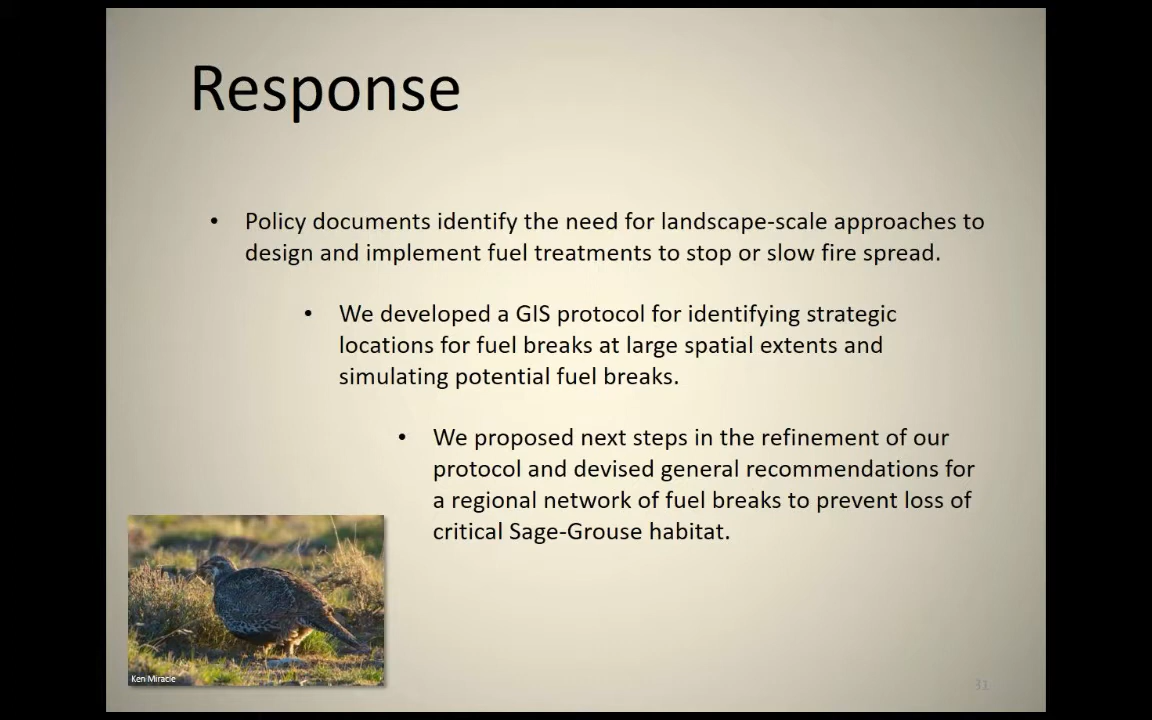 Response
• Policy documents identify the need for landscape-scale approaches to
design and implement fuel treatments to stop or slow fire spread.
• We developed a GIS protocol for identifying strategic
locations for fuel breaks at large spatial extents and
simulating potential fuel breaks.
• We proposed next steps in the refinement of our
protocol and devised general recommendations for
a regional network of fuel breaks to prevent loss of
critical Sage-Grouse habitat.
Ken Miracle
31